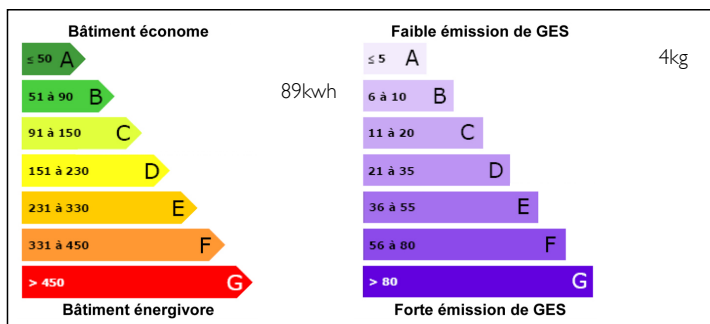 Bâtiment économe
≤ 50 A
51 à 90 B
89kwh
91 à 150 C
151 à 230 D
231 à 330 E
331 à 450 F
> 450 G
Bâtiment énergivore
Faible émission de GES
≤ 5 A
4kg
6 à 10 B
11 à 20 C
21 à 35 D
36 à 55 E
56 à 80 F
> 80 G
Forte émission de GES